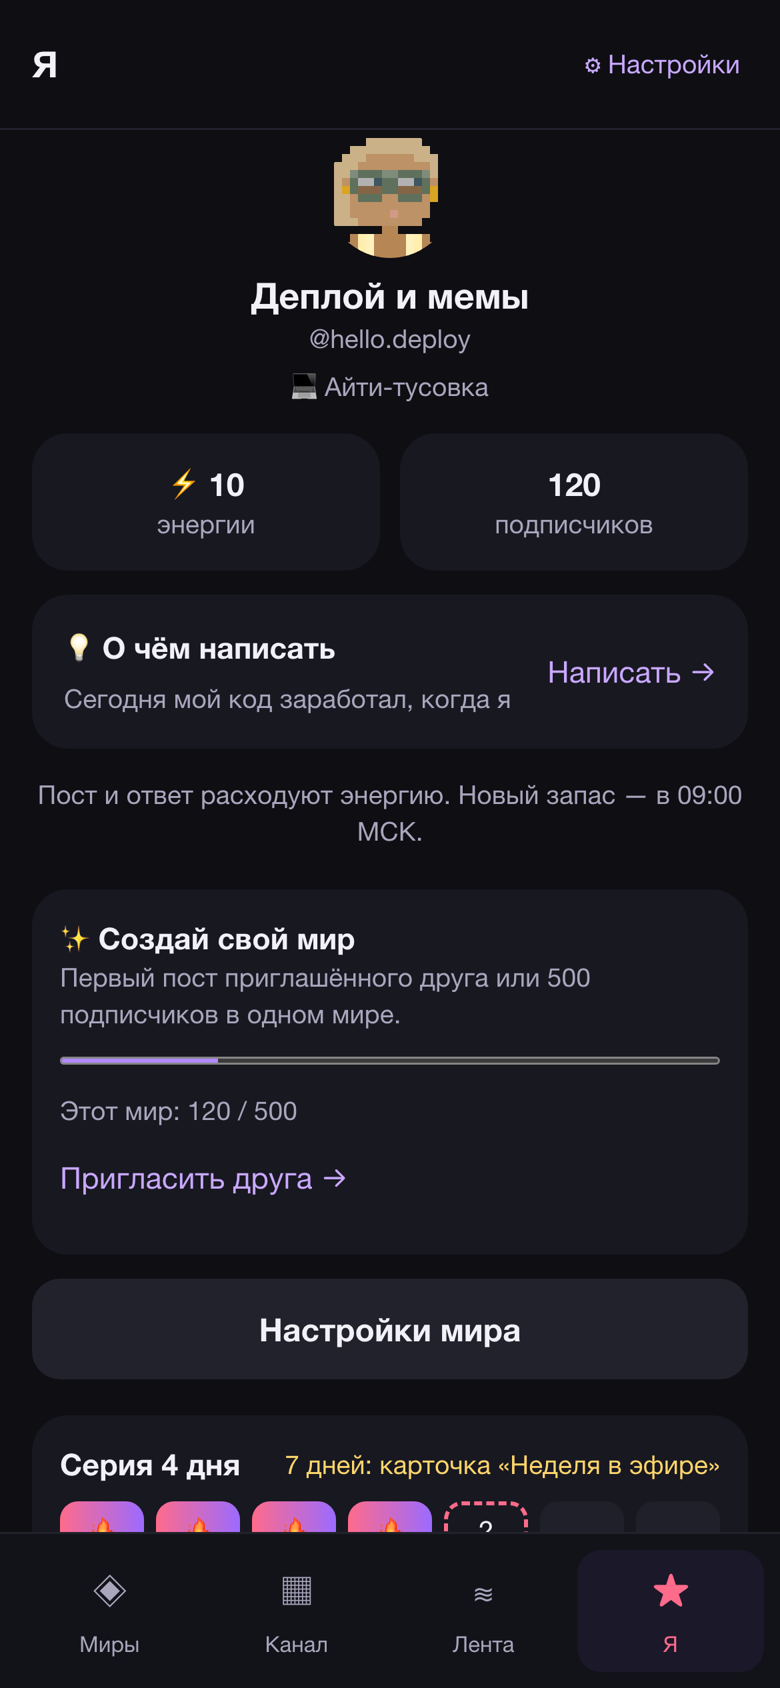 Я
⚙ Настройки
Деплой и мемы
@hello.deploy
💻 Айти-тусовка
⚡ 10
энергии
120
подписчиков
💡 О чём написать
Сегодня мой код заработал, когда я
Написать →
Пост и ответ расходуют энергию. Новый запас — в 09:00
МСК.
✨ Создай свой мир
Первый пост приглашённого друга или 500
подписчиков в одном мире.
Этот мир: 120 / 500
Пригласить друга →
Настройки мира
Серия 4 дня
7 дней: карточка «Неделя в эфире»
Миры
Канал
Лента
Я